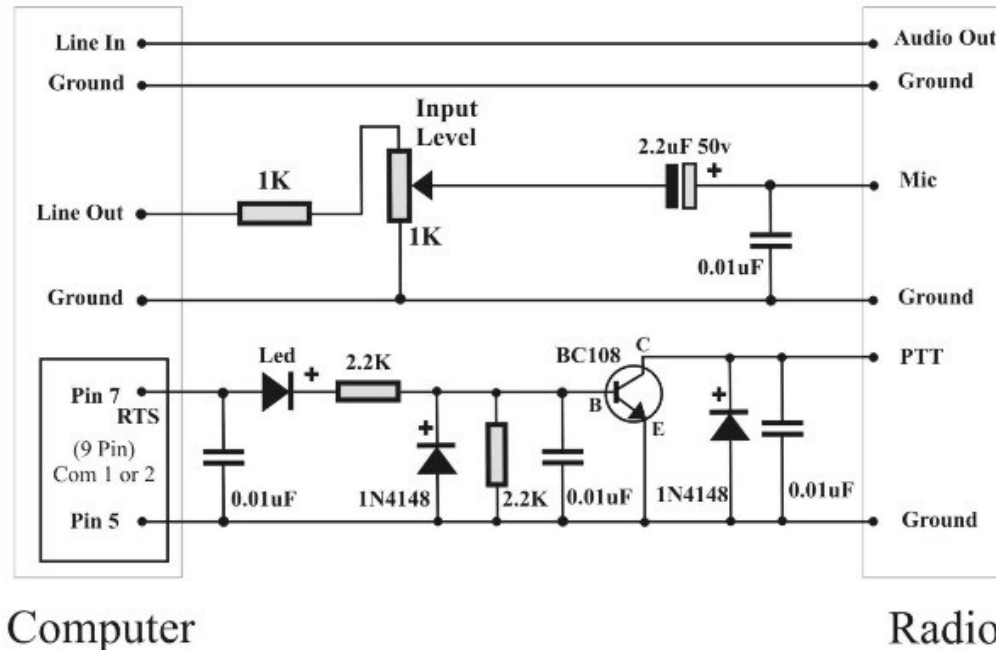 Line In
Audio Out
Ground
Ground
Input
Level
2.2uF 50v
+
1K
Mic
Line Out
1K
0.01uF
Ground
Ground
Led
2.2K
BC108
C
PTT
+
Pin 7
RTS
B
+
+
E
(9 Pin)
Com 1 or 2
0.01uF
1N4148
2.2K
0.01uF
1N4148
0.01uF
Pin 5
Ground
Computer
Radio